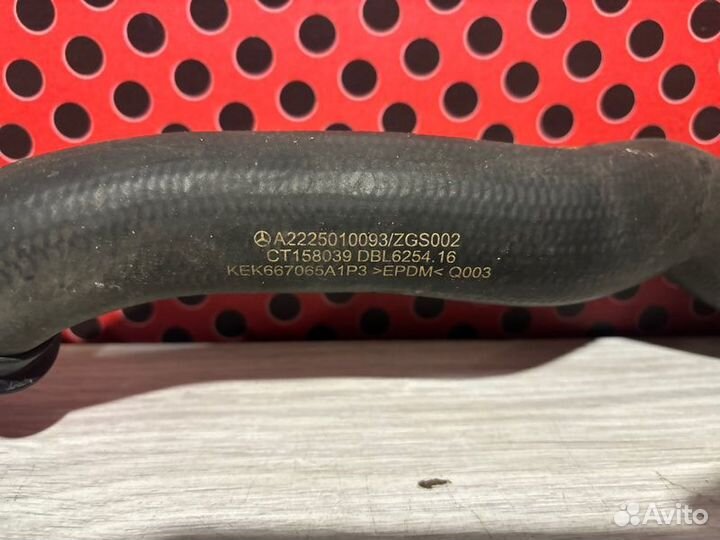 A2225010093/ZGS002
CT158039 DBL6254.16
KEK667065A1P3 >EPDM< Q003
Avito